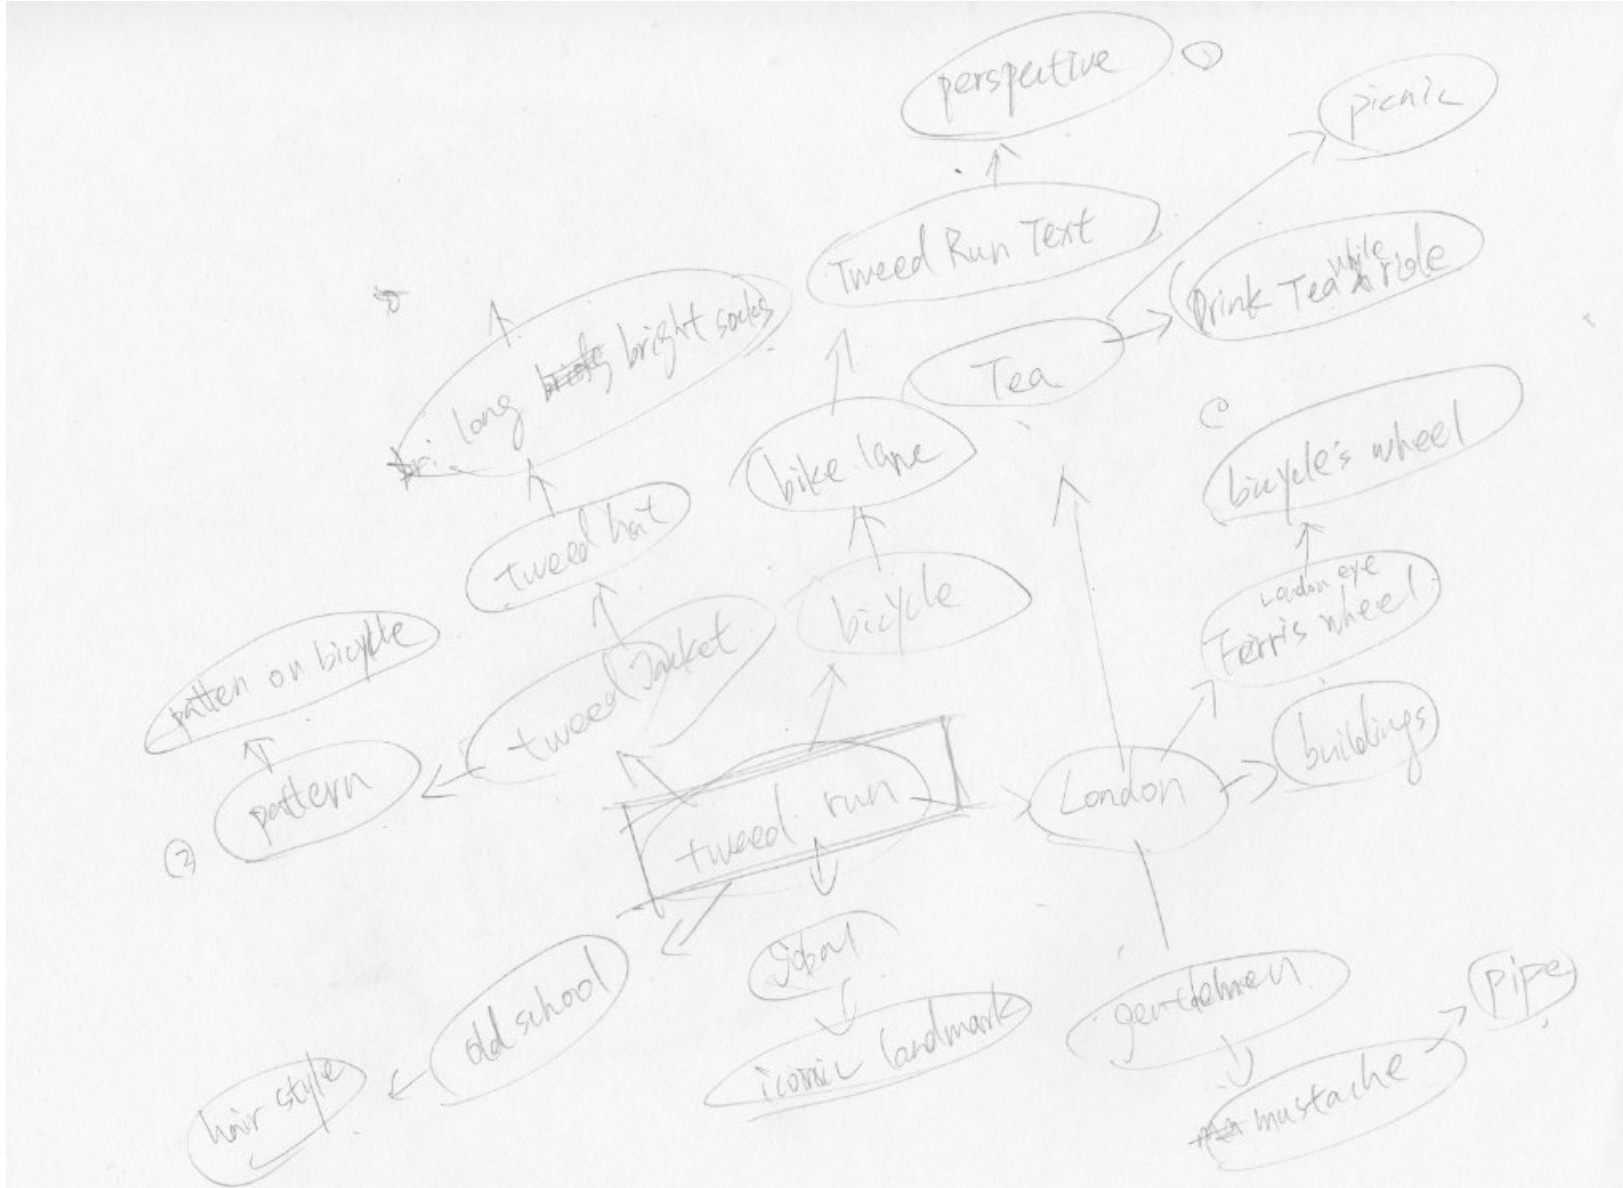 perspective
picnic
Tweed Run Text
Drink Tea while ride
long bright socks
Tea
bike lane
bicycle's wheel
tweed hat
bicycle
London eye
Ferris wheel
patten on bicycle
tweed Jacket
buildings
pattern
tweed run
London
2
old school
gentlemen
pipe
iconic landmark
hair style
mustache